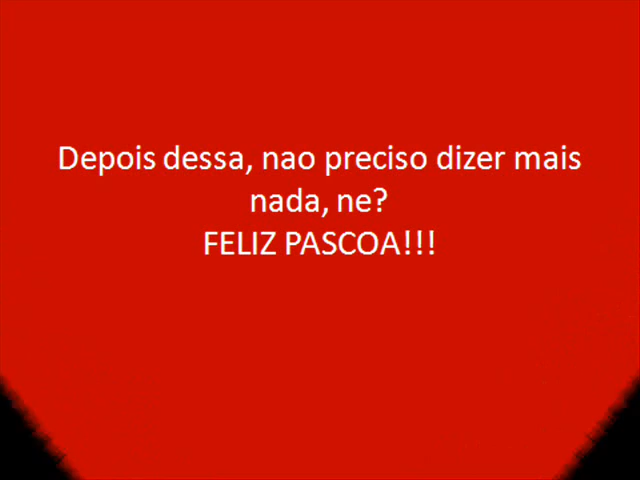 Depois dessa, nao preciso dizer mais
nada, ne?
FELIZ PASCOA!!!